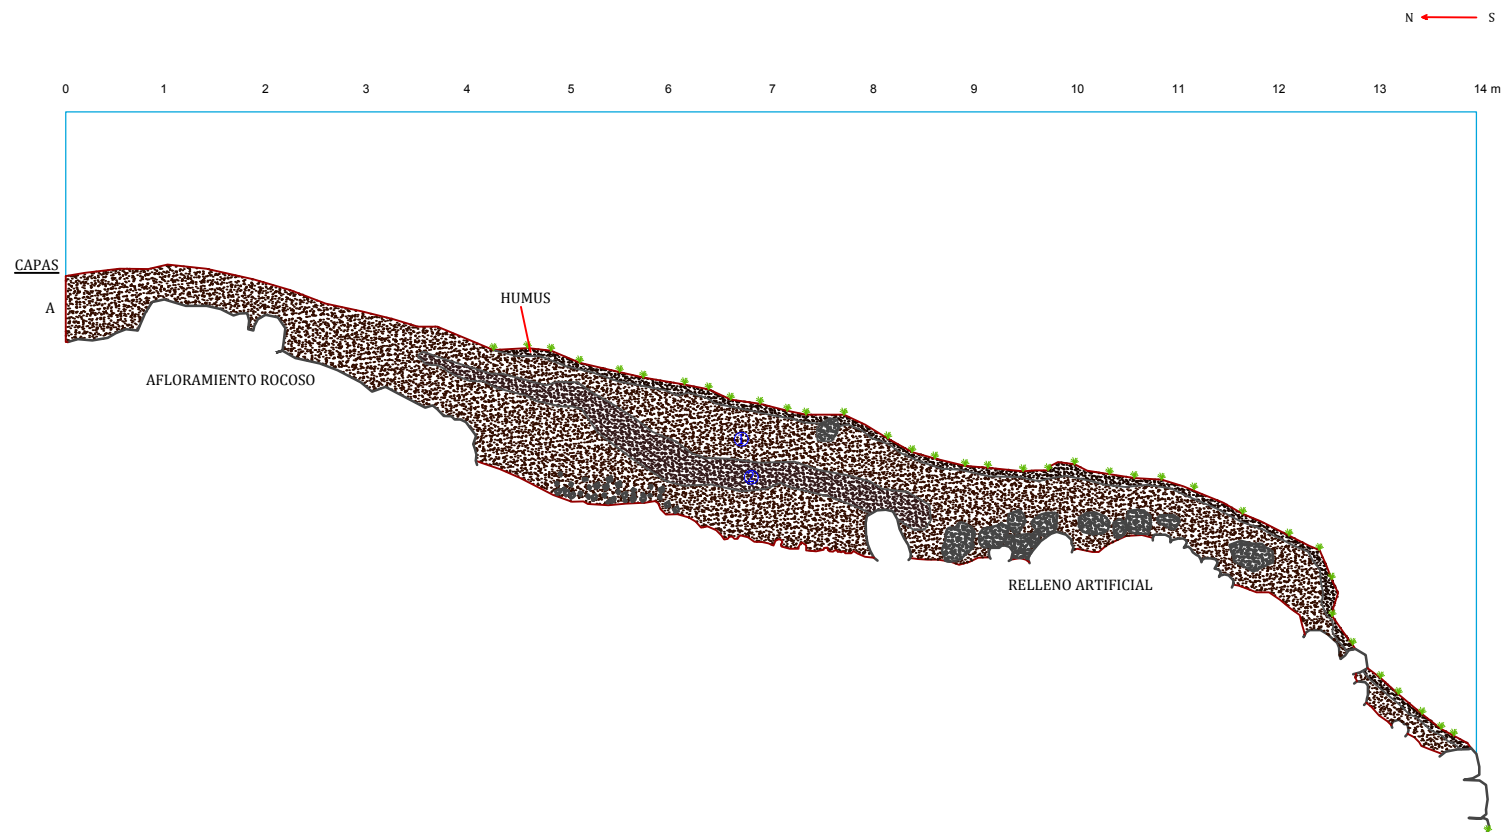 N S
0 1 2 3 4 5 6 7 8 9 10 11 12 13 14 m
CAPAS
HUMUS
A
AFLORAMIENTO ROCOSO
RELLENO ARTIFICIAL